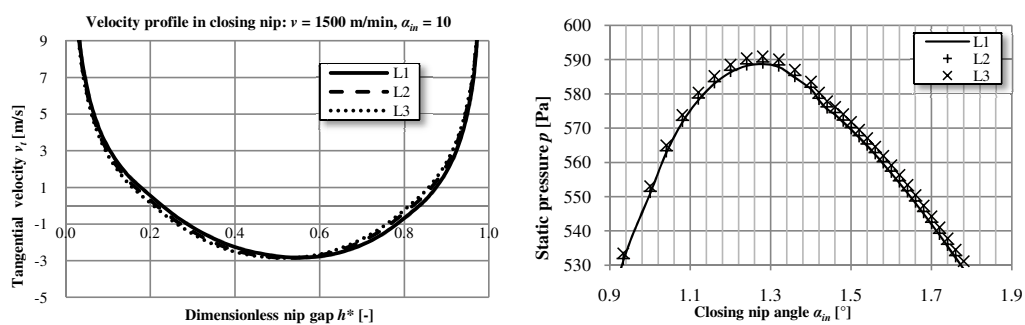 Velocity profile in closing nip: v = 1500 m/min, α_in = 10
Tangential velocity v_t [m/s]
9
7
5
3
1
-1
-3
-5
0.0 0.2 0.4 0.6 0.8 1.0
L1
L2
L3
Dimensionless nip gap h* [-]
Static pressure p [Pa]
600
590
580
570
560
550
540
530
L1
L2
L3
0.9 1.1 1.3 1.5 1.7 1.9
Closing nip angle α_in [°]